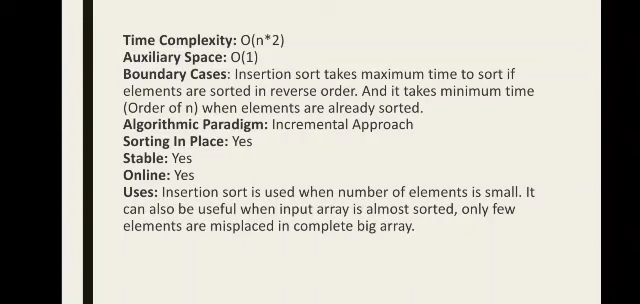 Time Complexity: O(n*2)
Auxiliary Space: O(1)
Boundary Cases: Insertion sort takes maximum time to sort if
elements are sorted in reverse order. And it takes minimum time
(Order of n) when elements are already sorted.
Algorithmic Paradigm: Incremental Approach
Sorting In Place: Yes
Stable: Yes
Online: Yes
Uses: Insertion sort is used when number of elements is small. It
can also be useful when input array is almost sorted, only few
elements are misplaced in complete big array.